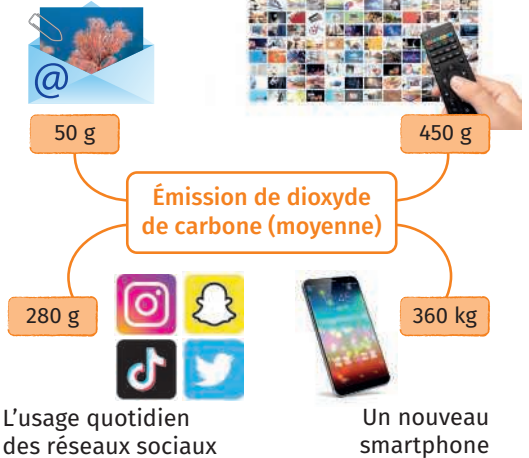 @
50 g
450 g
Émission de dioxyde
de carbone (moyenne)
280 g
360 kg
L'usage quotidien
des réseaux sociaux
Un nouveau
smartphone